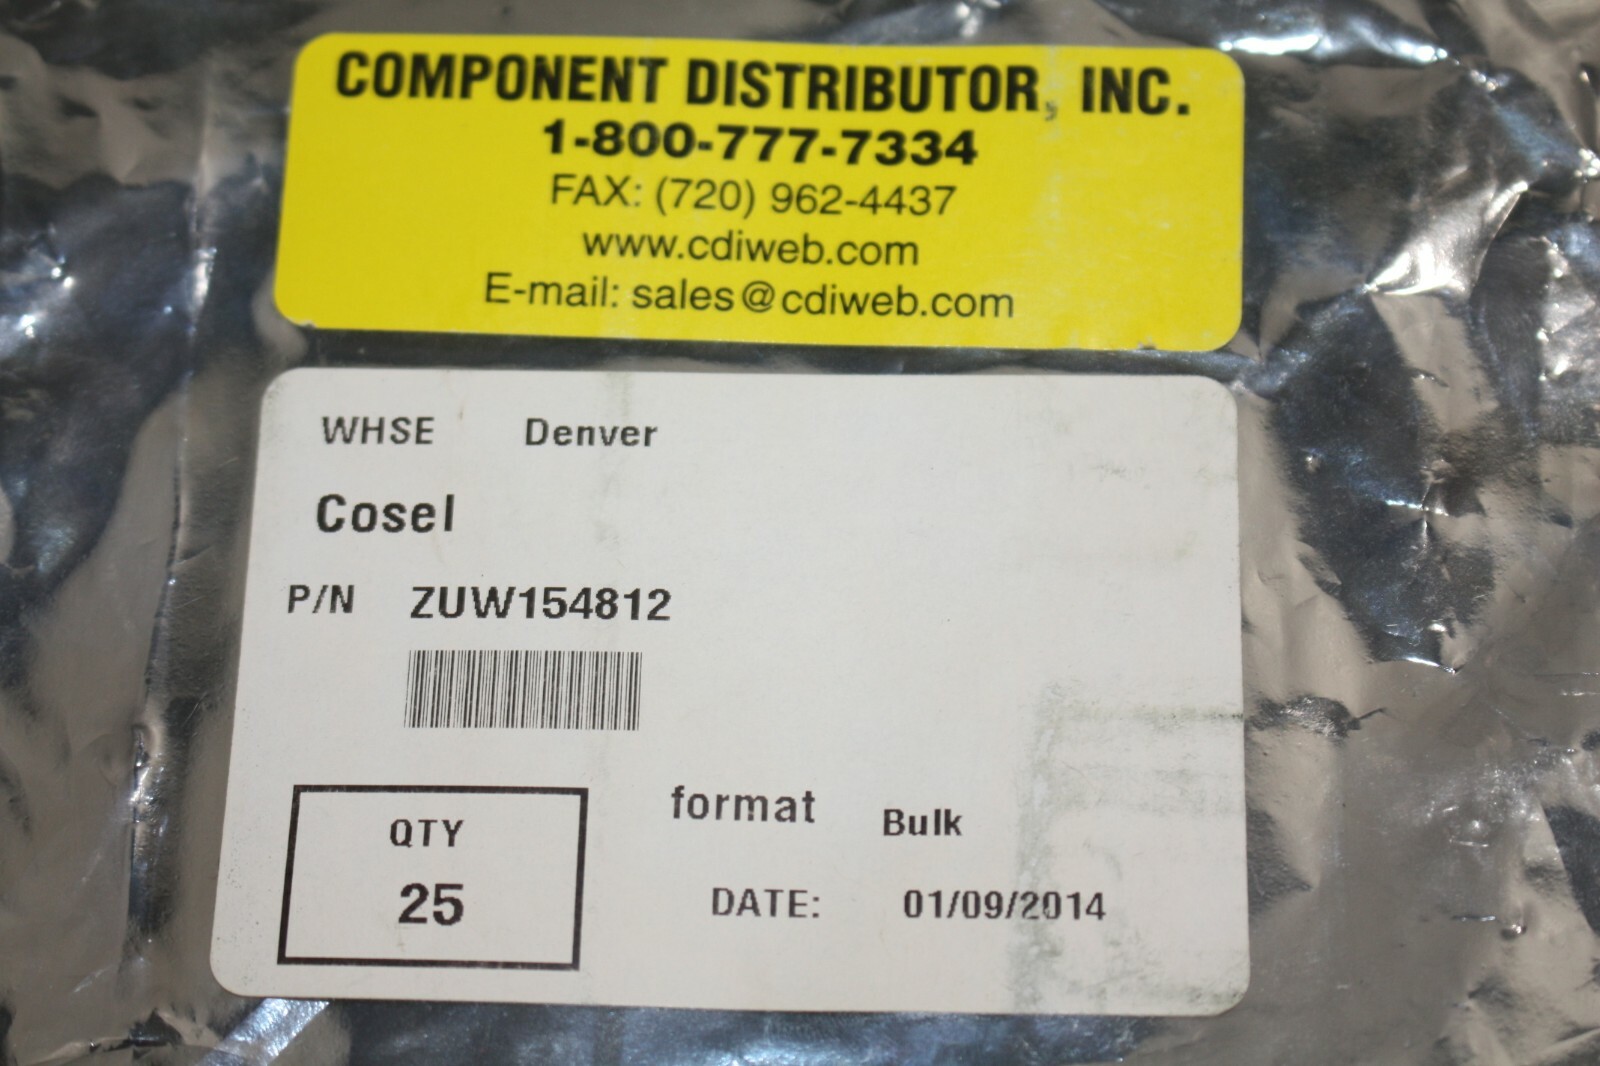 COMPONENT DISTRIBUTOR, INC.
1-800-777-7334
FAX: (720) 962-4437
www.cdiweb.com
E-mail: sales@cdiweb.com
WHSE Denver
Cosel
P/N ZUW154812
QTY
25
format Bulk
DATE: 01/09/2014